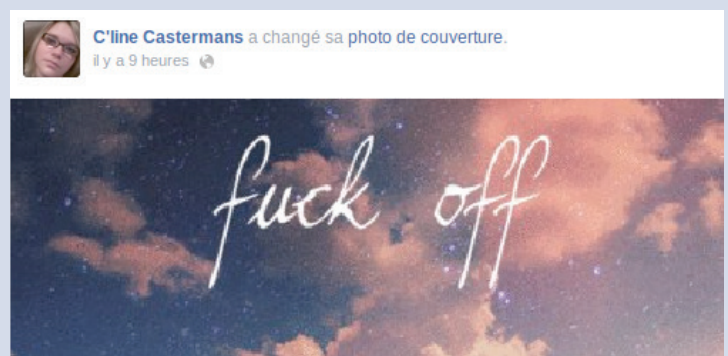 C'line Castermans a changé sa photo de couverture.
il y a 9 heures
fuck off